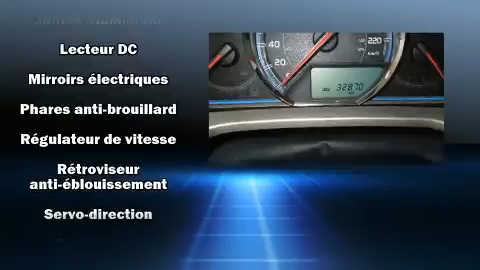 Lecteur DC
Mirroirs électriques
Phares anti-brouillard
Régulateur de vitesse
Rétroviseur
anti-éblouissement
Servo-direction
40
20
220
32870